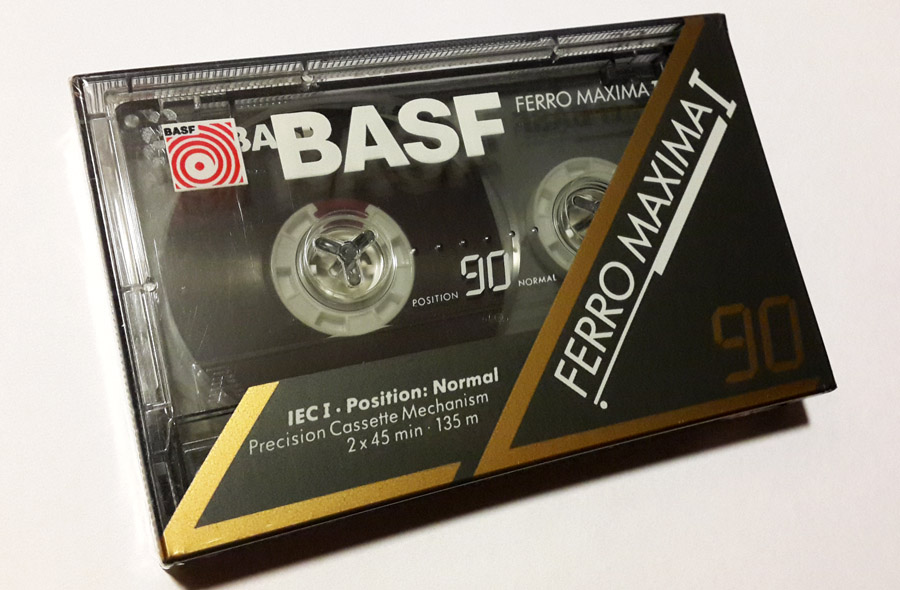 BASF
BASF
FERRO MAXIMA I
POSITION 90 NORMAL
FERRO MAXIMA I
90
IEC I · Position: Normal
Precision Cassette Mechanism
2 x 45 min · 135 m